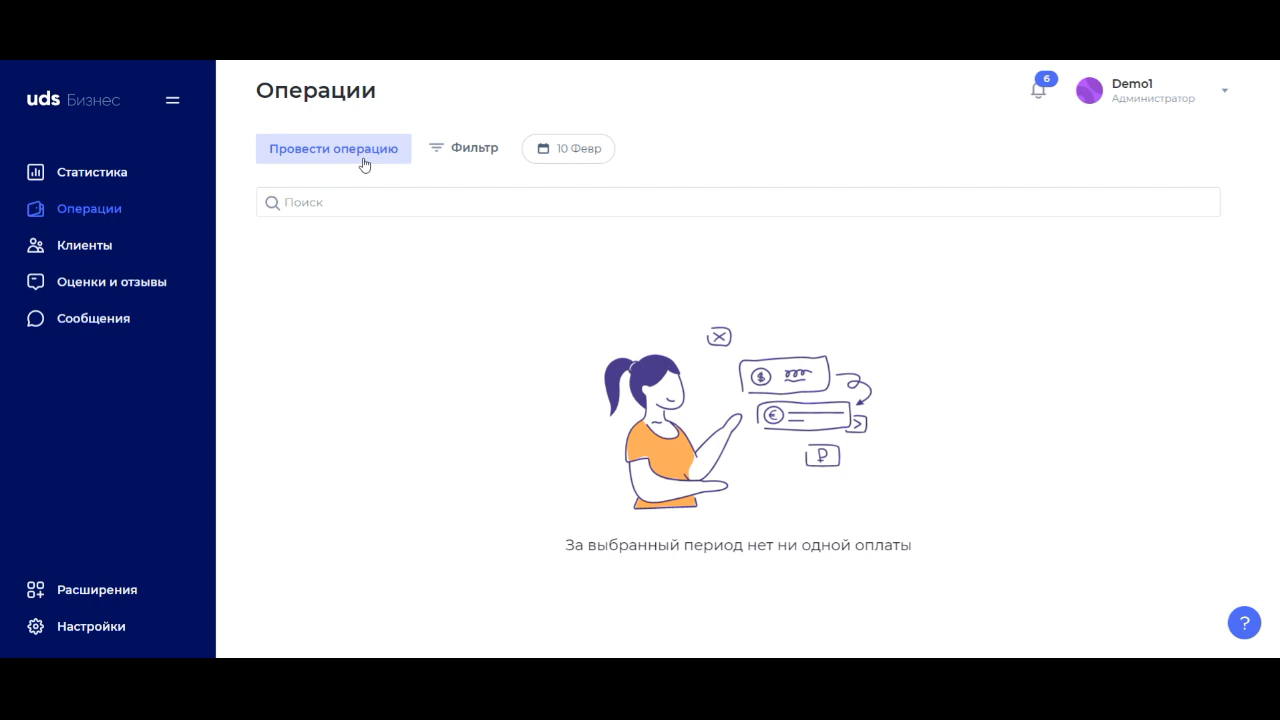 uds Бизнес
Операции
6
Demo1
Администратор
Провести операцию
Фильтр
10 Февр
Поиск
Статистика
Операции
Клиенты
Оценки и отзывы
Сообщения
$
€
₽
За выбранный период нет ни одной оплаты
Расширения
Настройки
?